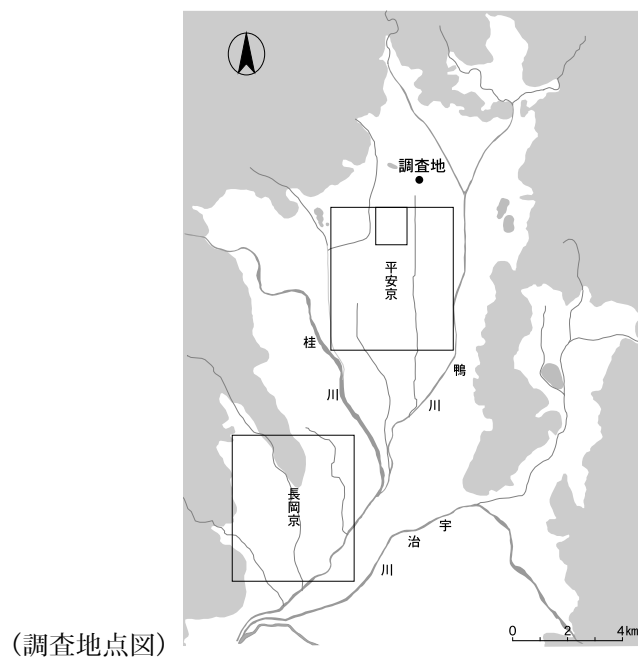 調査地
平安京
桂川
鴨川
長岡京
宇治川
0 2 4km
(調査地点図)